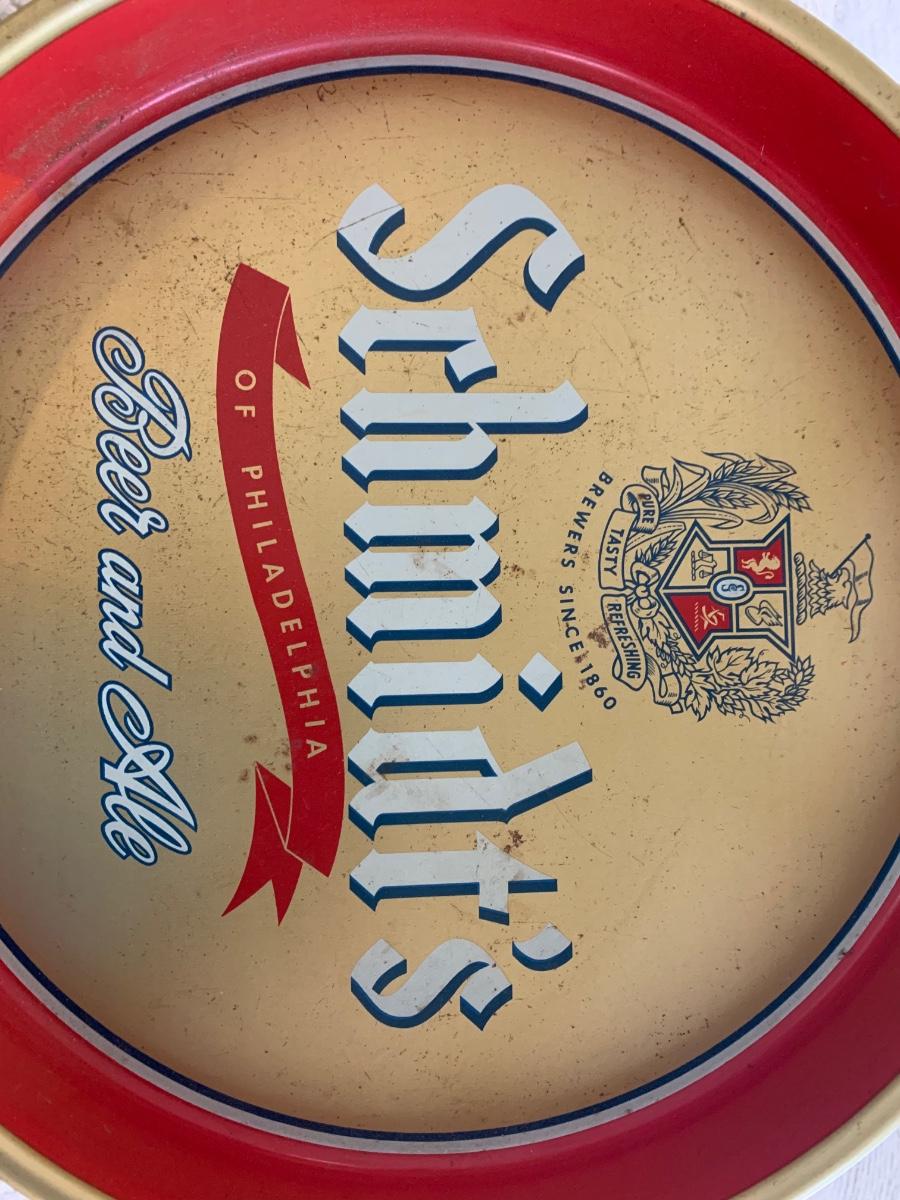 PURE TASTY REFRESHING
BREWERS SINCE 1860
Schmidt's
OF PHILADELPHIA
Beer and Ale